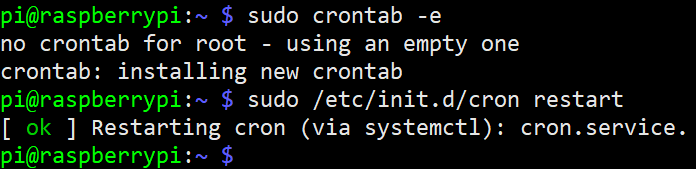 pi@raspberrypi:~ $ sudo crontab -e
no crontab for root - using an empty one
crontab: installing new crontab
pi@raspberrypi:~ $ sudo /etc/init.d/cron restart
[ ok ] Restarting cron (via systemctl): cron.service.
pi@raspberrypi:~ $